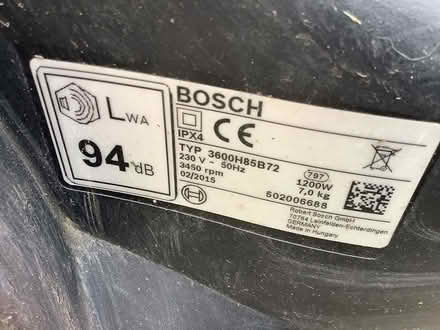 LWA
94 dB
BOSCH
IPX4
CE
TYP 3600H85B72
230 V ~ 50Hz
797
3450 rpm
1200W
02/2015
7,0 kg
502006688
Robert Bosch GmbH
70764 Leinfelden-Echterdingen
GERMANY
Made in Hungary